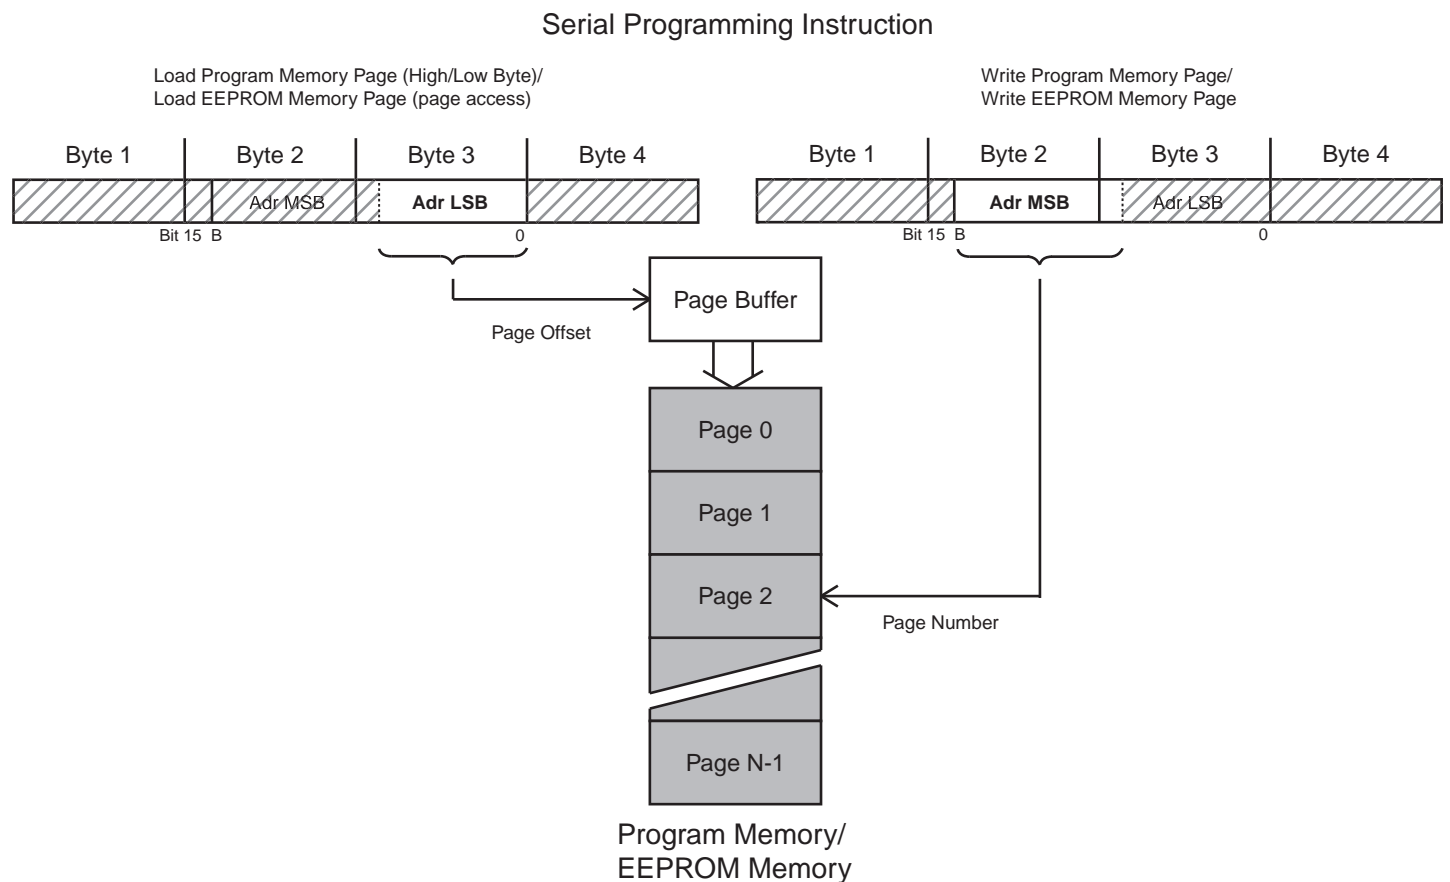 Serial Programming Instruction
Load Program Memory Page (High/Low Byte)/
Load EEPROM Memory Page (page access)
Write Program Memory Page/
Write EEPROM Memory Page
Byte 1 Byte 2 Byte 3 Byte 4
Adr MSB Adr LSB
Bit 15 B 0
Byte 1 Byte 2 Byte 3 Byte 4
Adr MSB Adr LSB
Bit 15 B 0
Page Buffer
Page Offset
Page 0
Page 1
Page 2
Page Number
Page N-1
Program Memory/
EEPROM Memory